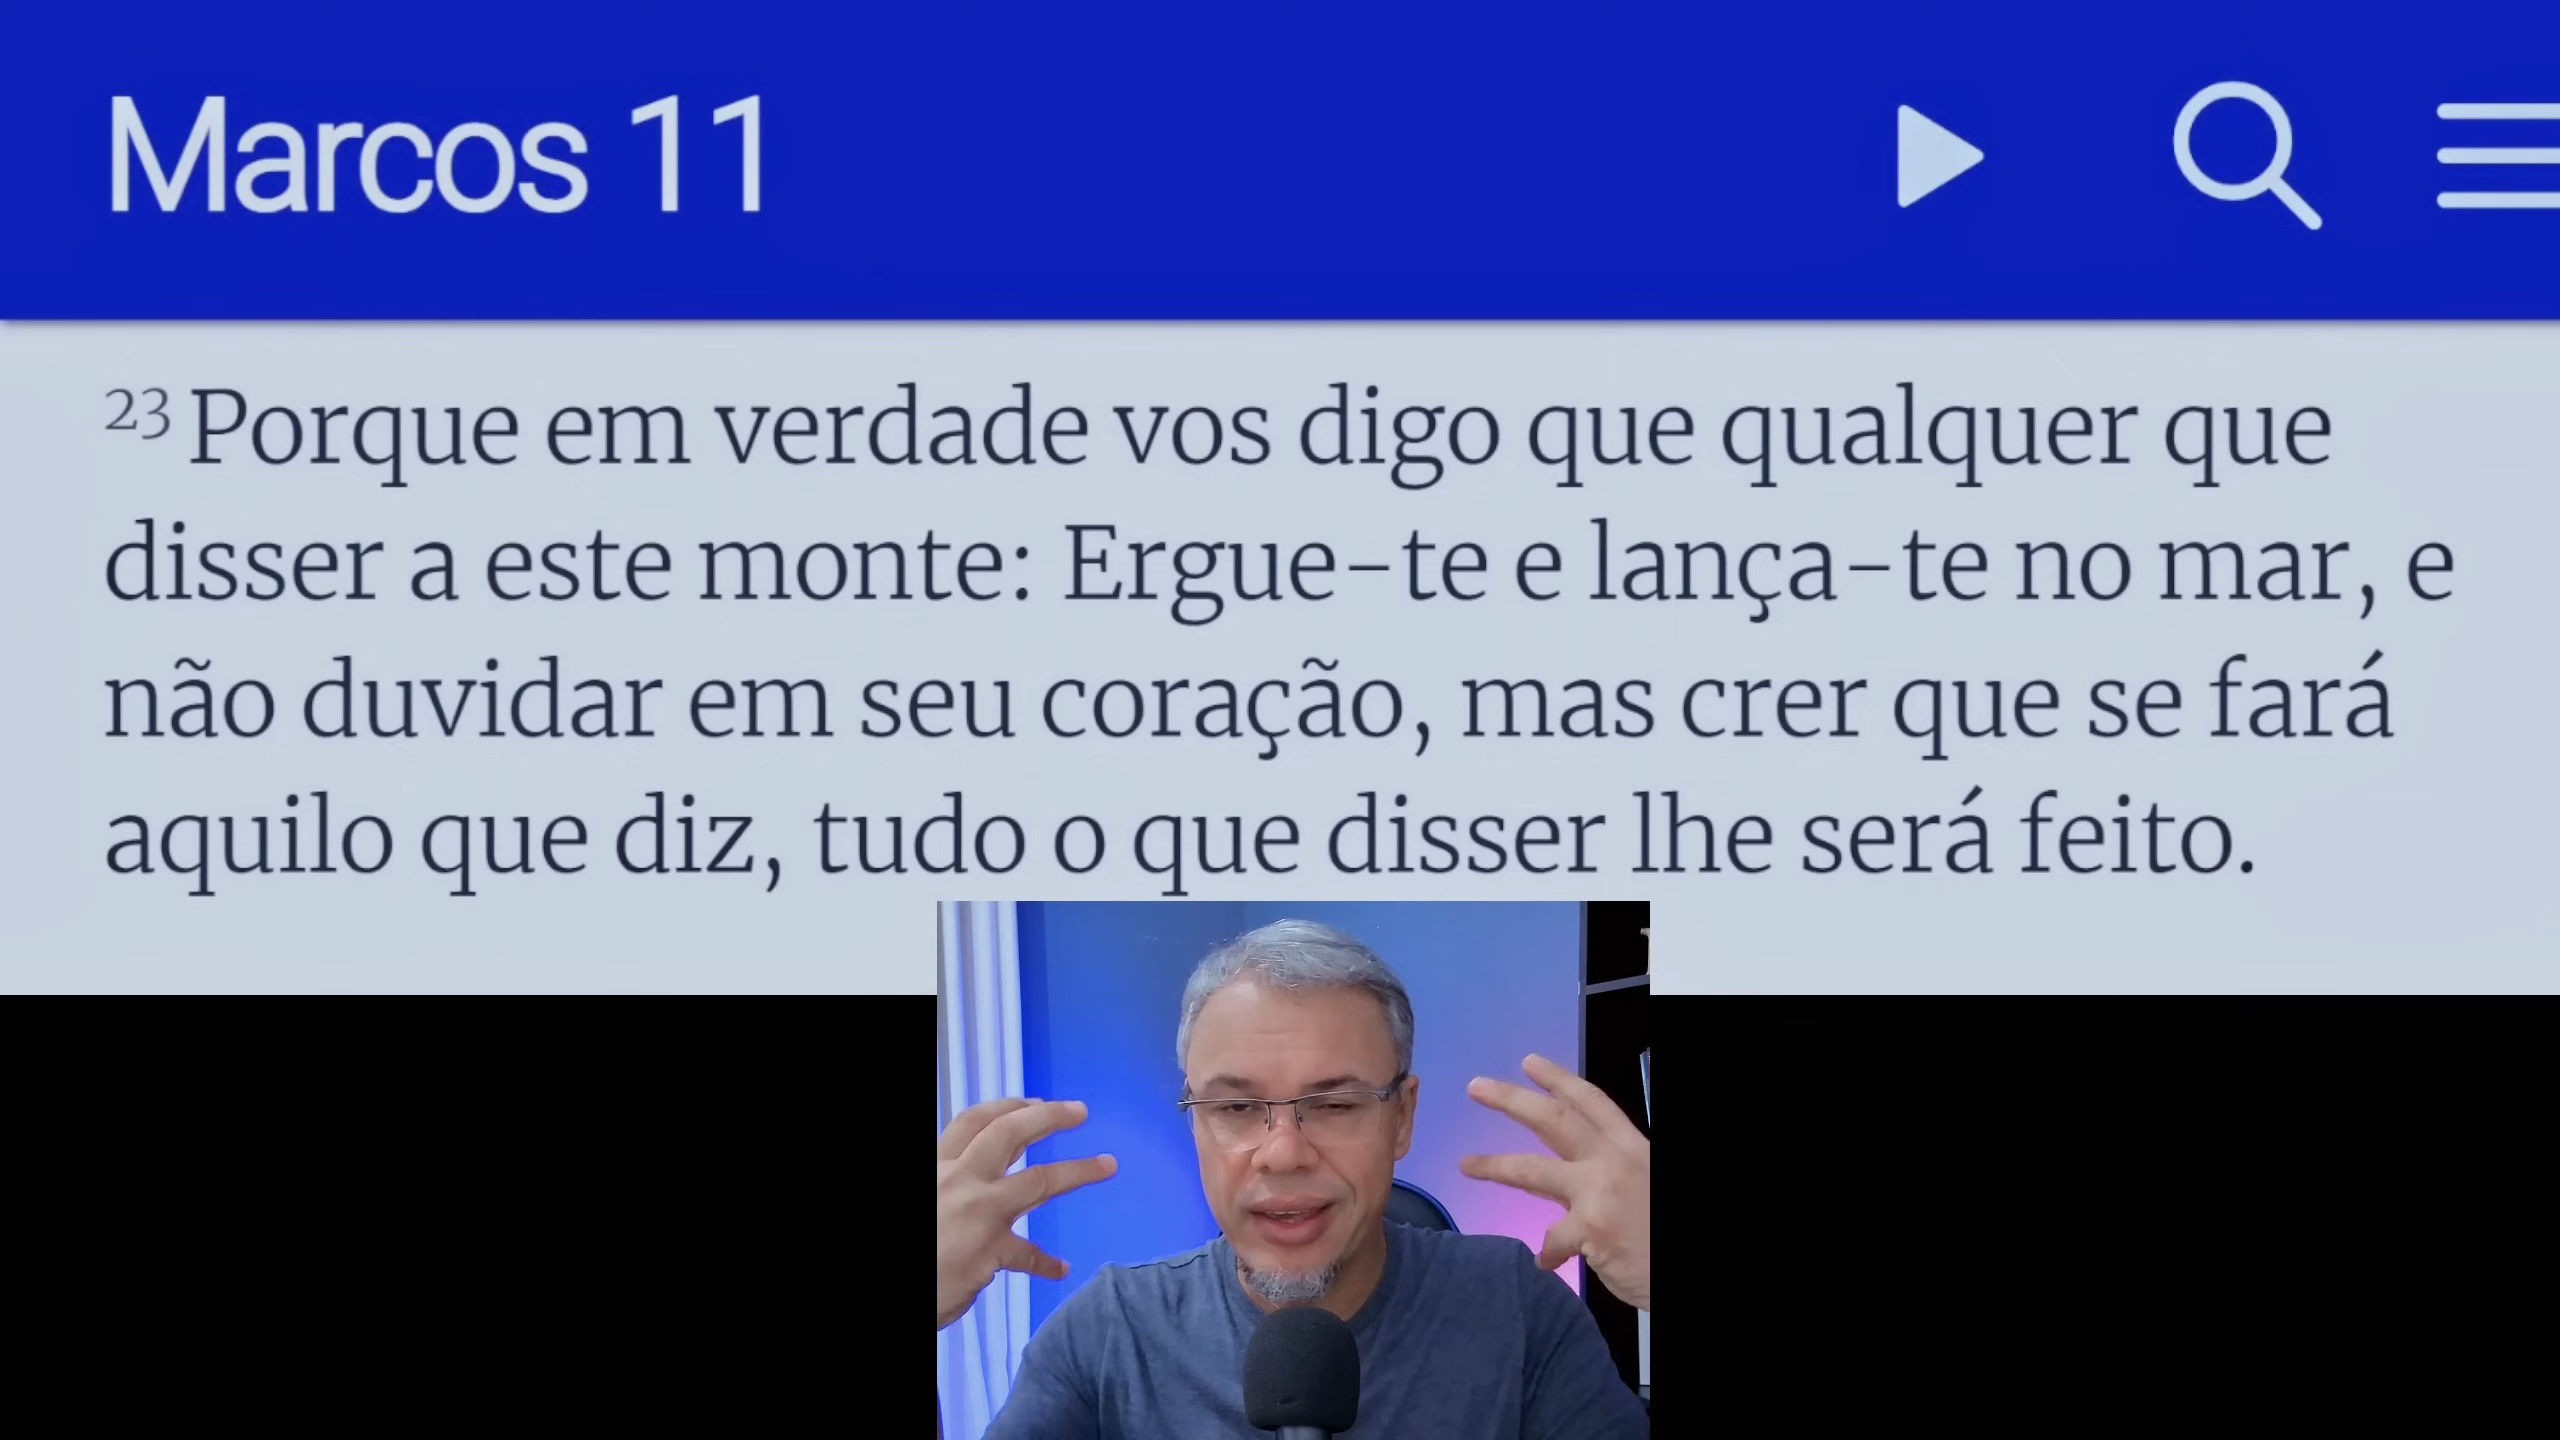 Marcos 11
23 Porque em verdade vos digo que qualquer que
disser a este monte: Ergue-te e lança-te no mar, e
não duvidar em seu coração, mas crer que se fará
aquilo que diz, tudo o que disser lhe será feito.